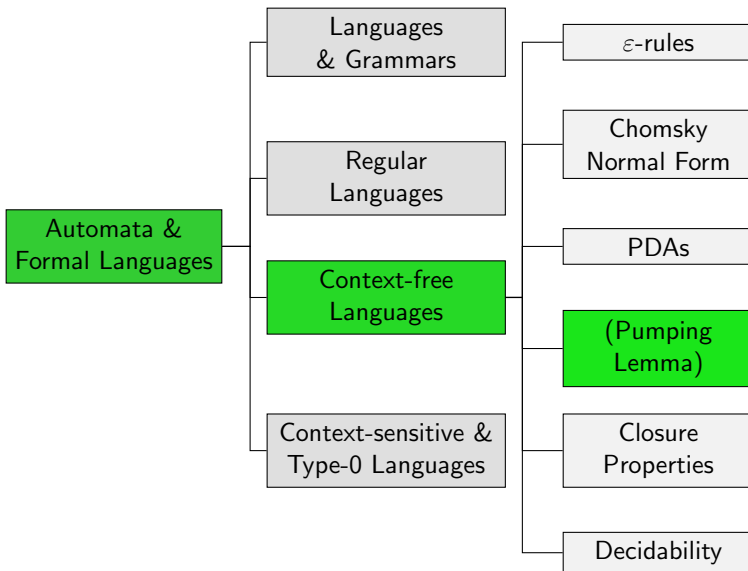 Automata &
Formal Languages
Languages
& Grammars
Regular
Languages
Context-free
Languages
Context-sensitive &
Type-0 Languages
ε-rules
Chomsky
Normal Form
PDAs
(Pumping
Lemma)
Closure
Properties
Decidability